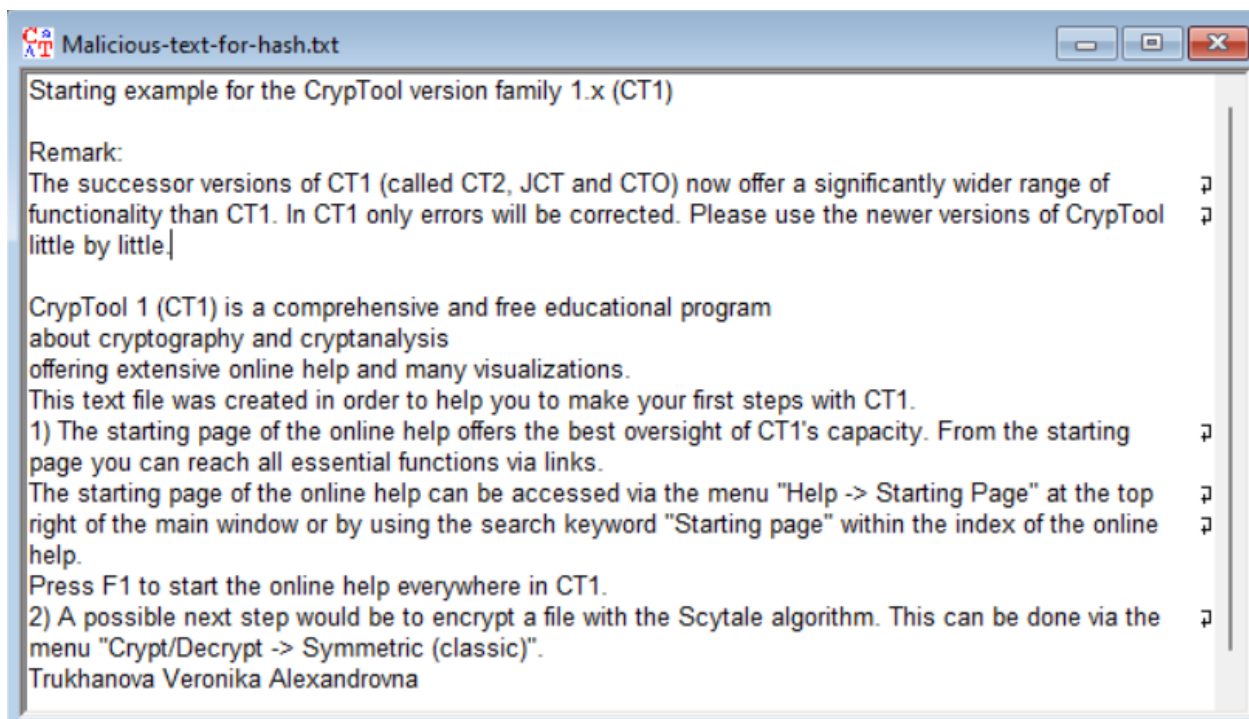 Malicious-text-for-hash.txt
Starting example for the CrypTool version family 1.x (CT1)
Remark:
The successor versions of CT1 (called CT2, JCT and CTO) now offer a significantly wider range of
functionality than CT1. In CT1 only errors will be corrected. Please use the newer versions of CrypTool
little by little.
CrypTool 1 (CT1) is a comprehensive and free educational program
about cryptography and cryptanalysis
offering extensive online help and many visualizations.
This text file was created in order to help you to make your first steps with CT1.
1) The starting page of the online help offers the best oversight of CT1's capacity. From the starting
page you can reach all essential functions via links.
The starting page of the online help can be accessed via the menu "Help -> Starting Page" at the top
right of the main window or by using the search keyword "Starting page" within the index of the online
help.
Press F1 to start the online help everywhere in CT1.
2) A possible next step would be to encrypt a file with the Scytale algorithm. This can be done via the
menu "Crypt/Decrypt -> Symmetric (classic)".
Trukhanova Veronika Alexandrovna